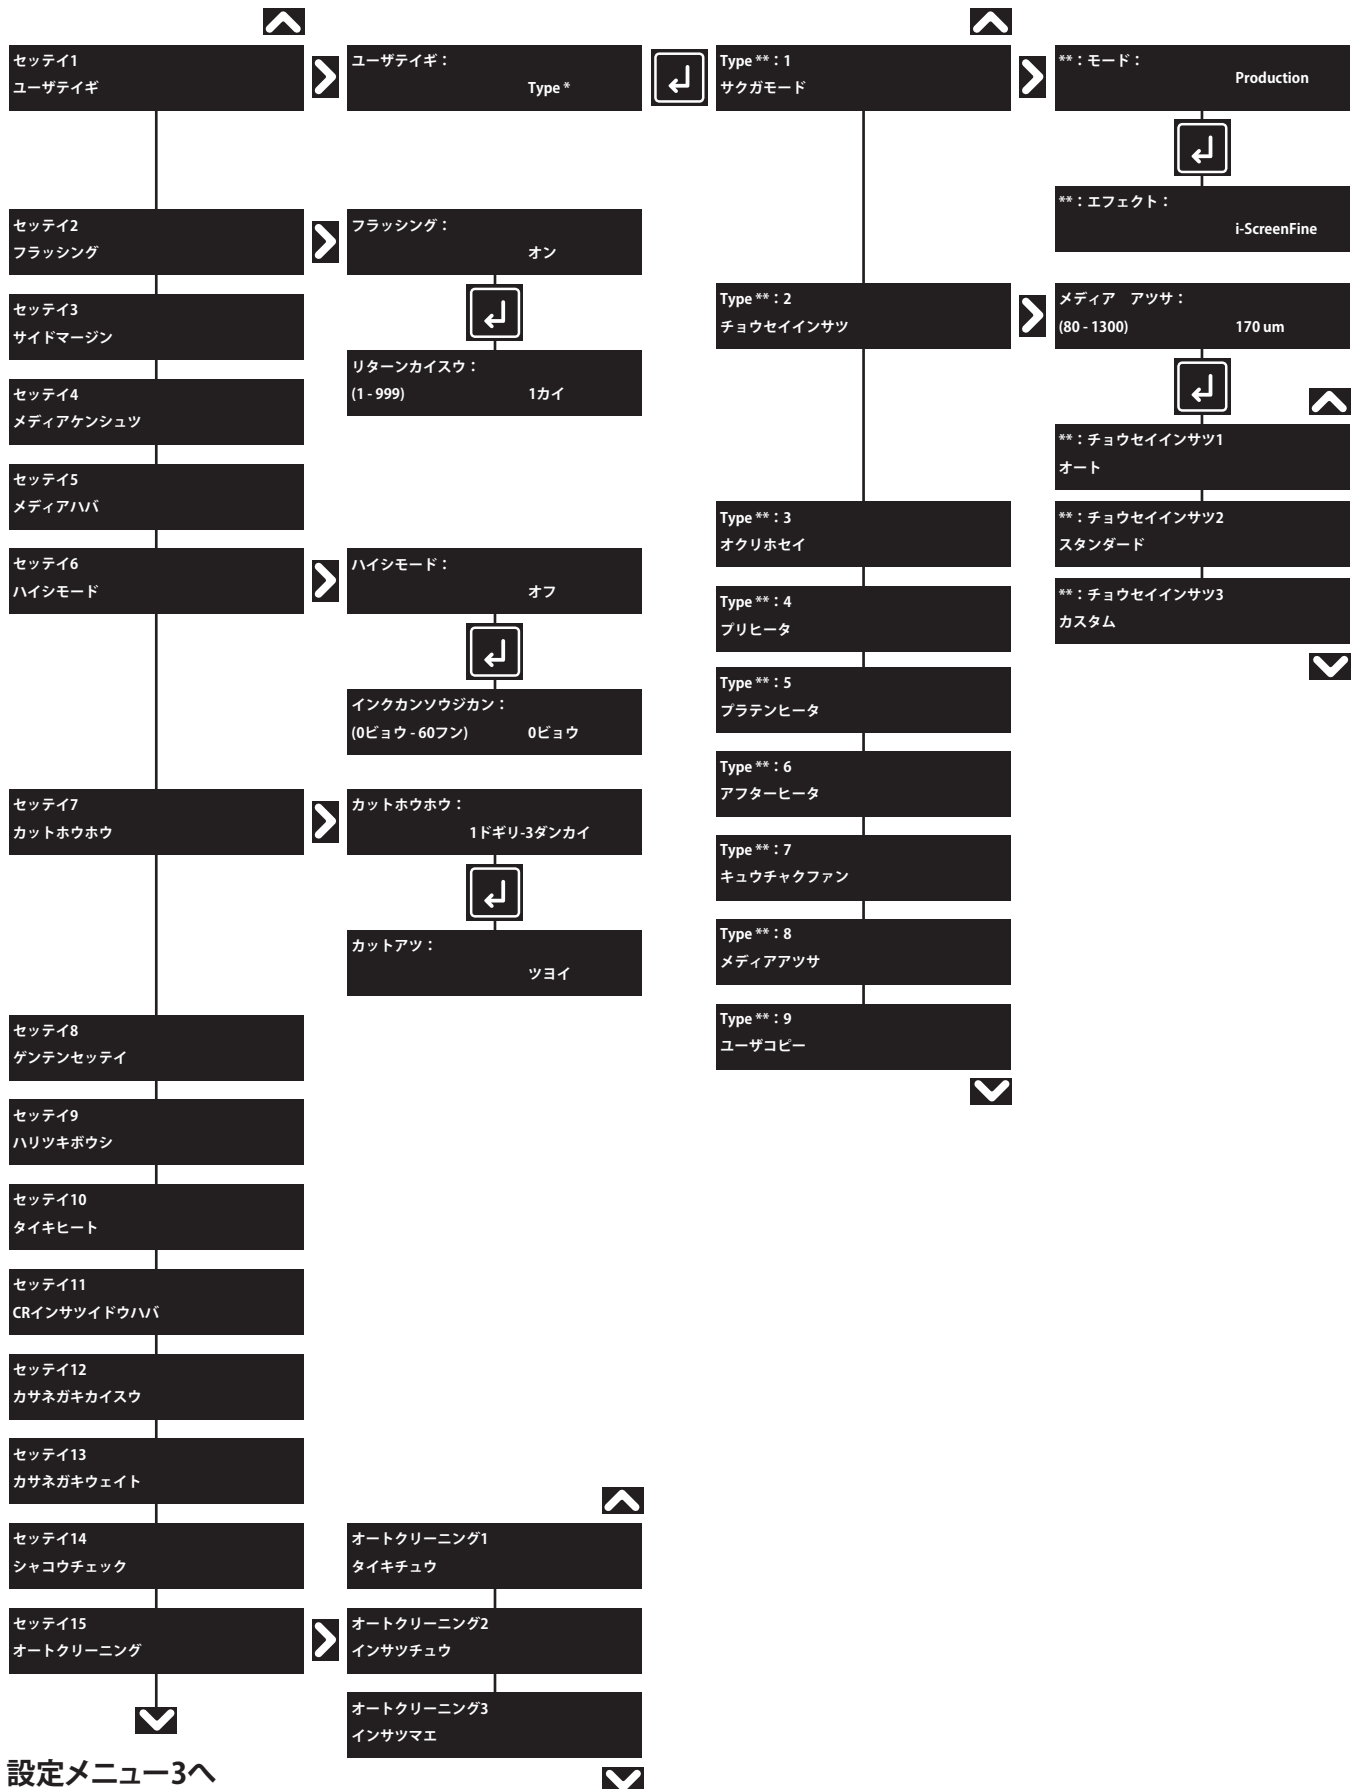 セッテイ1
ユーザテイギ
ユーザテイギ：
Type *
Type **：1
サクガモード
**：モード：
Production
**：エフェクト：
i-ScreenFine
セッテイ2
フラッシング
フラッシング：
オン
リターンカイスウ：
(1 - 999) 1カイ
セッテイ3
サイドマージン
セッテイ4
メディアケンシュツ
セッテイ5
メディアハバ
セッテイ6
ハイシモード
ハイシモード：
オフ
インクカンソウジカン：
(0ビョウ - 60フン) 0ビョウ
セッテイ7
カットホウホウ
カットホウホウ：
1ドギリ-3ダンカイ
カットアツ：
ツヨイ
セッテイ8
ゲンテンセッテイ
セッテイ9
ハリツキボウシ
セッテイ10
タイキヒート
セッテイ11
CRインサツイドウハバ
セッテイ12
カサネガキカイスウ
セッテイ13
カサネガキウェイト
セッテイ14
シャコウチェック
セッテイ15
オートクリーニング
オートクリーニング1
タイキチュウ
オートクリーニング2
インサツチュウ
オートクリーニング3
インサツマエ
Type **：2
チョウセイインサツ
メディア　アツサ：
(80 - 1300) 170 um
**：チョウセイインサツ1
オート
**：チョウセイインサツ2
スタンダード
**：チョウセイインサツ3
カスタム
Type **：3
オクリホセイ
Type **：4
プリヒータ
Type **：5
プラテンヒータ
Type **：6
アフターヒータ
Type **：7
キュウチャクファン
Type **：8
メディアアツサ
Type **：9
ユーザコピー
設定メニュー3へ